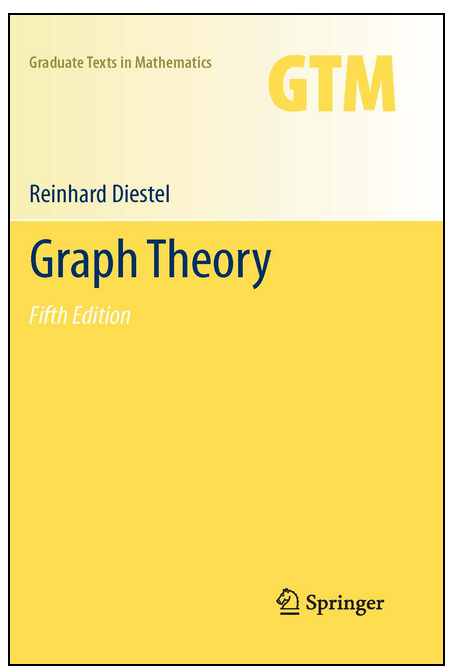 Graduate Texts in Mathematics
GTM
Reinhard Diestel
Graph Theory
Fifth Edition
Springer